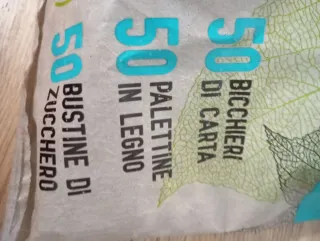 50
BICCHIERI
DI CARTA
50
PALETTINE
IN LEGNO
50
BUSTINE Di
ZUCCHERO